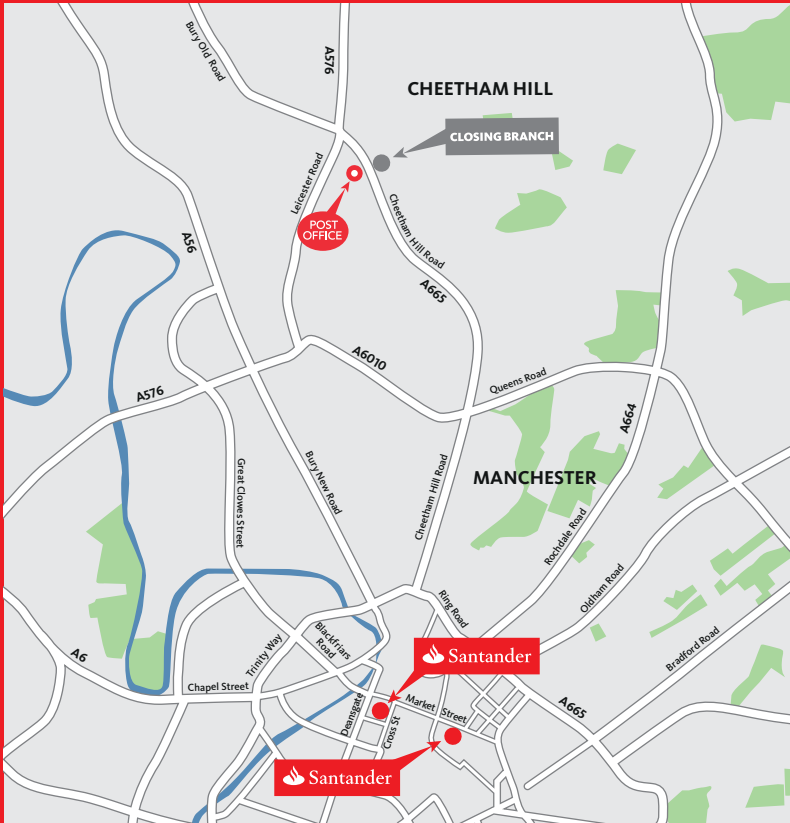 Bury Old Road
A576
CHEETHAM HILL
CLOSING BRANCH
Leicester Road
POST
OFFICE
Cheetham Hill Road
A56
A665
A6010
Queens Road
A576
A664
MANCHESTER
Great Clowes Street
Bury New Road
Cheetham Hill Road
Rochdale Road
Oldham Road
Ring Road
Blackfriars
Road
Trinity Way
Bradford Road
A6
Santander
Chapel Street
Deansgate
Market Street
Cross St
A665
Santander